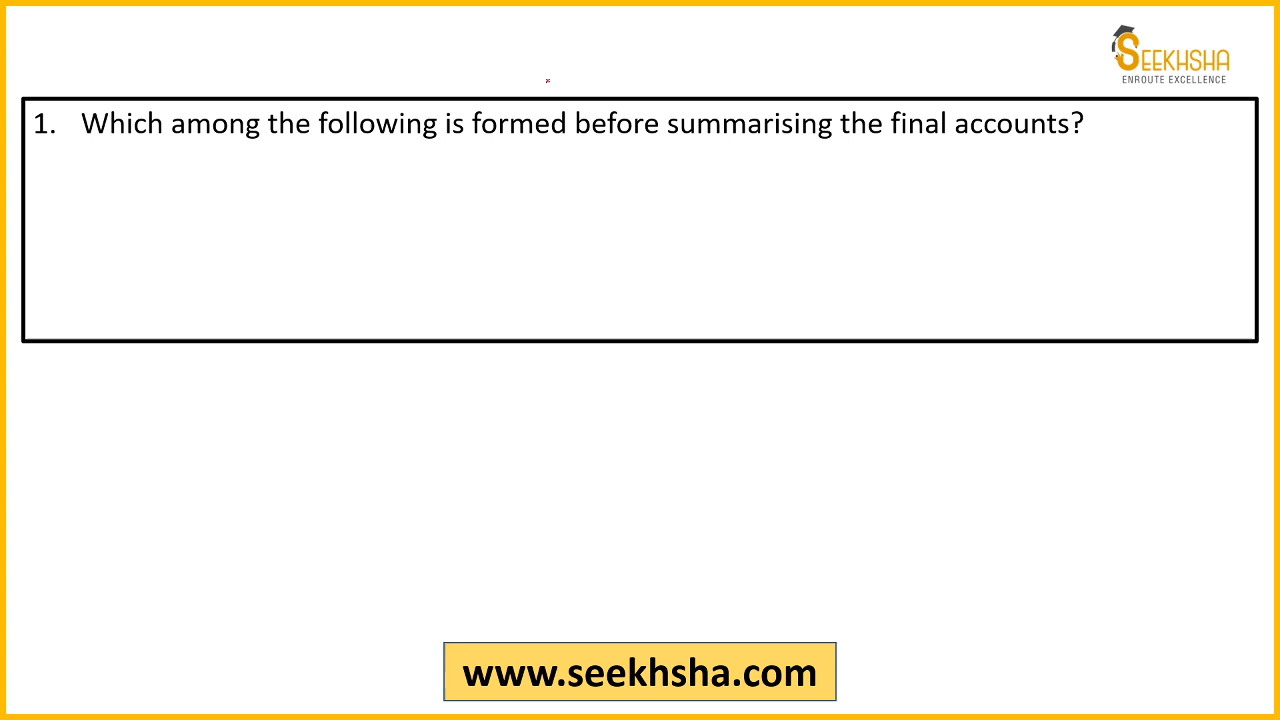 SEEKHSHA
ENROUTE EXCELLENCE
1. Which among the following is formed before summarising the final accounts?
www.seekhsha.com